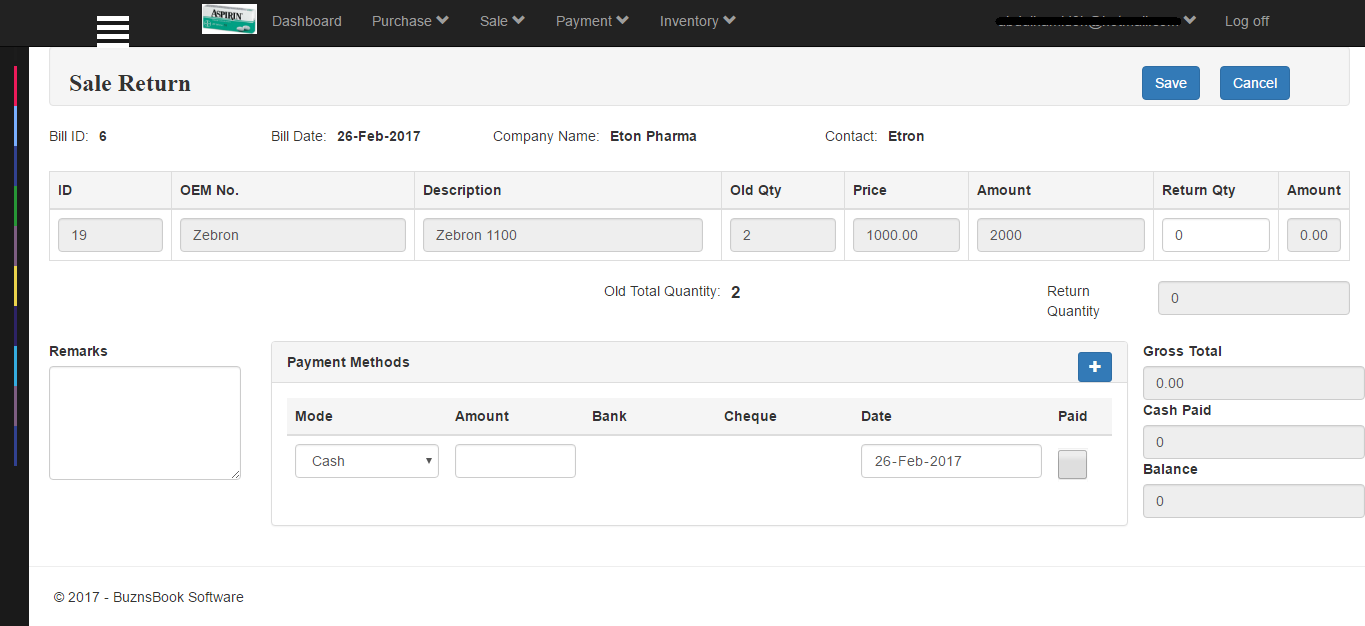 ASPIRIN
Dashboard Purchase Sale Payment Inventory Log off
Sale Return Save Cancel
Bill ID: 6 Bill Date: 26-Feb-2017 Company Name: Eton Pharma Contact: Etron
ID OEM No. Description Old Qty Price Amount Return Qty Amount
19 Zebron Zebron 1100 2 1000.00 2000 0 0.00
Old Total Quantity: 2 Return Quantity 0
Remarks
Payment Methods +
Mode Amount Bank Cheque Date Paid
Cash 26-Feb-2017
Gross Total
0.00
Cash Paid
0
Balance
0
© 2017 - BuznsBook Software